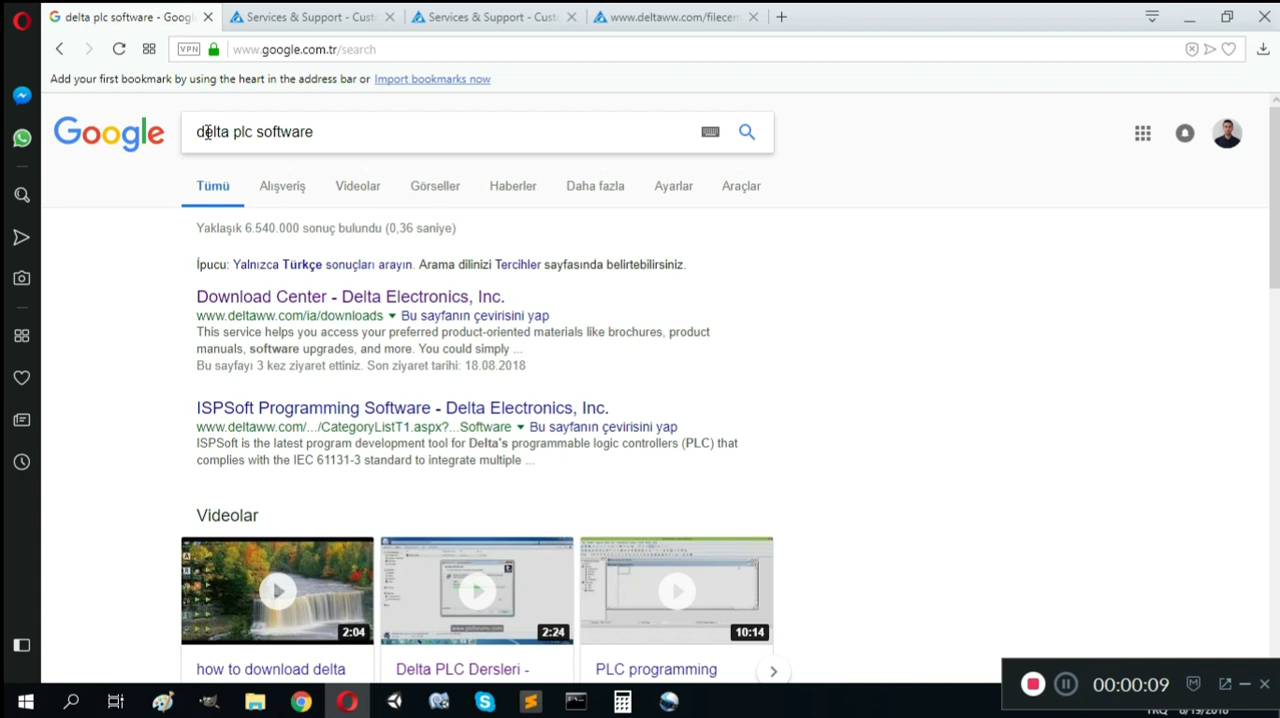 delta plc software - Googl
Services & Support - Custo
Services & Support - Custo
www.deltaww.com/filecen
VPN
www.google.com.tr/search
Add your first bookmark by using the heart in the address bar or Import bookmarks now
Google
delta plc software
Tümü Alışveriş Videolar Görseller Haberler Daha fazla Ayarlar Araçlar
Yaklaşık 6.540.000 sonuç bulundu (0,36 saniye)
İpucu: Yalnızca Türkçe sonuçları arayın. Arama dilinizi Tercihler sayfasında belirtebilirsiniz.
Download Center - Delta Electronics, Inc.
www.deltaww.com/ia/downloads ▼ Bu sayfanın çevirisini yap
This service helps you access your preferred product-oriented materials like brochures, product
manuals, software upgrades, and more. You could simply ...
Bu sayfayı 3 kez ziyaret ettiniz. Son ziyaret tarihi: 18.08.2018
ISPSoft Programming Software - Delta Electronics, Inc.
www.deltaww.com/.../CategoryListT1.aspx?...Software ▼ Bu sayfanın çevirisini yap
ISPSoft is the latest program development tool for Delta's programmable logic controllers (PLC) that
complies with the IEC 61131-3 standard to integrate multiple ...
Videolar
2:04
2:24
10:14
how to download delta
Delta PLC Dersleri -
PLC programming
00:00:09